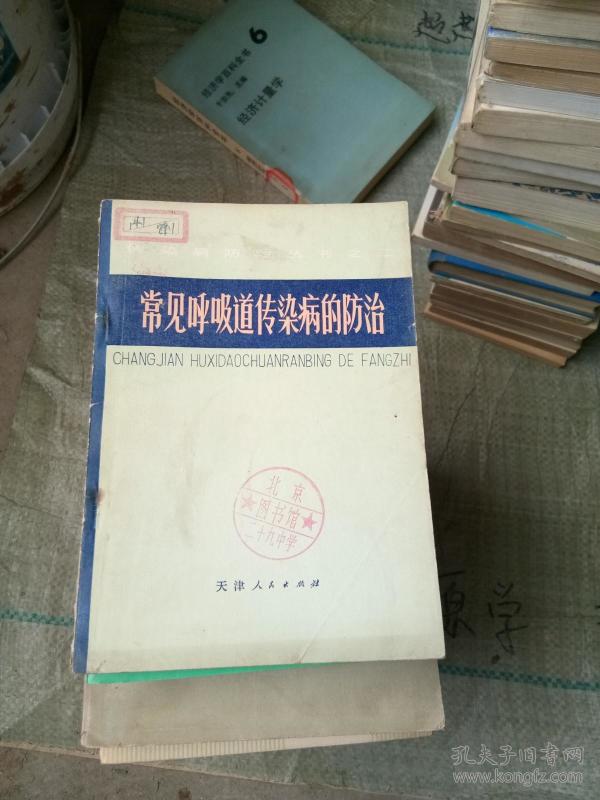 经济学百科全书
6
经济计量学
常见呼吸道传染病的防治
CHANGJIAN HUXIDAOCHUANRANBING DE FANGZHI
北京
图书馆
二十九中学
天津人民出版社
原学
孔夫子旧书网
www.kongfz.com